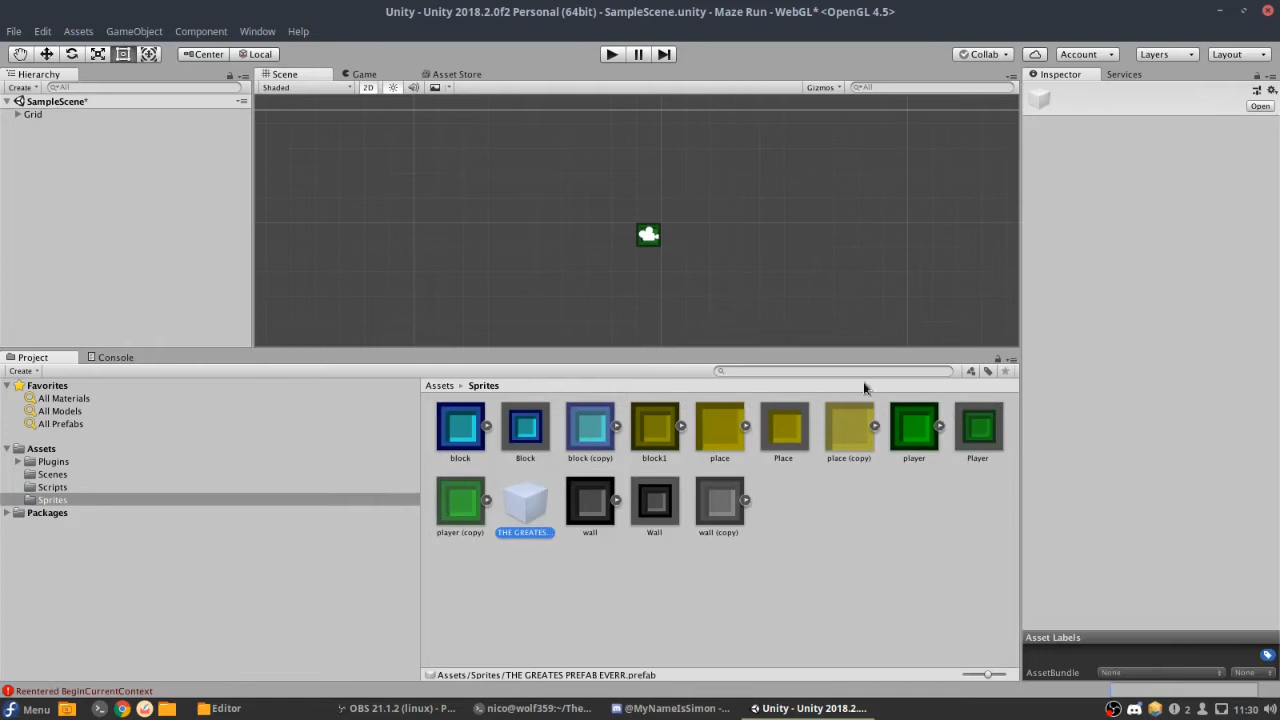 Unity - Unity 2018.2.0f2 Personal (64bit) - SampleScene.unity - Maze Run - WebGL* <OpenGL 4.5>
File Edit Assets GameObject Component Window Help
Center Local Collab Account Layers Layout
Hierarchy Scene Game Asset Store Inspector Services
Create All Shaded 2D Gizmos All
SampleScene*
Open
Grid
Project Console
Create
Favorites Assets Sprites
All Materials
All Models
All Prefabs
block Block block (copy) block1 place Place place (copy) player Player
Assets
Plugins
Scenes
Scripts
Sprites
Packages
player (copy) THE GREATES... wall Wall wall (copy)
Asset Labels
Assets/Sprites/THE GREATES PREFAB EVERR.prefab
AssetBundle None None
Reentered BeginCurrentContext
Menu Editor OBS 21.1.2 (linux) - P... nico@wolf359:~/The... @MyNameIsSimon - ... Unity - Unity 2018.2.... 2 11:30